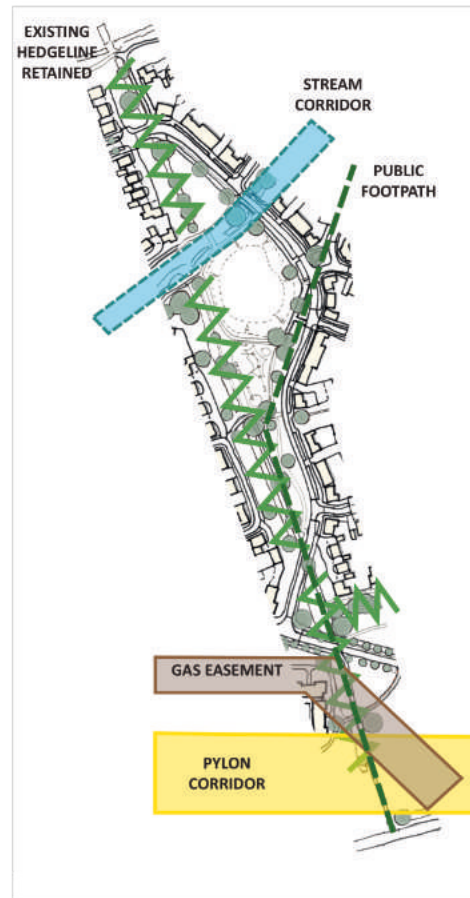 EXISTING
HEDGELINE
RETAINED
STREAM
CORRIDOR
PUBLIC
FOOTPATH
GAS EASEMENT
PYLON
CORRIDOR